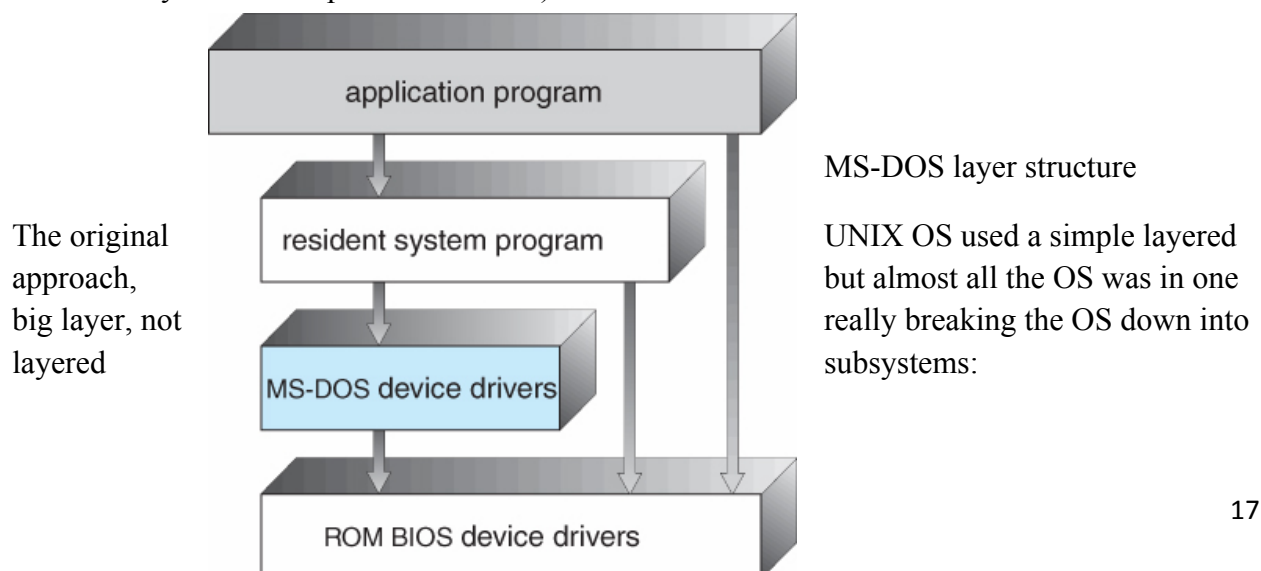 application program
resident system program
MS-DOS device drivers
ROM BIOS device drivers
MS-DOS layer structure
The original UNIX OS used a simple layered
approach, but almost all the OS was in one
big layer, not really breaking the OS down into
layered subsystems:
17